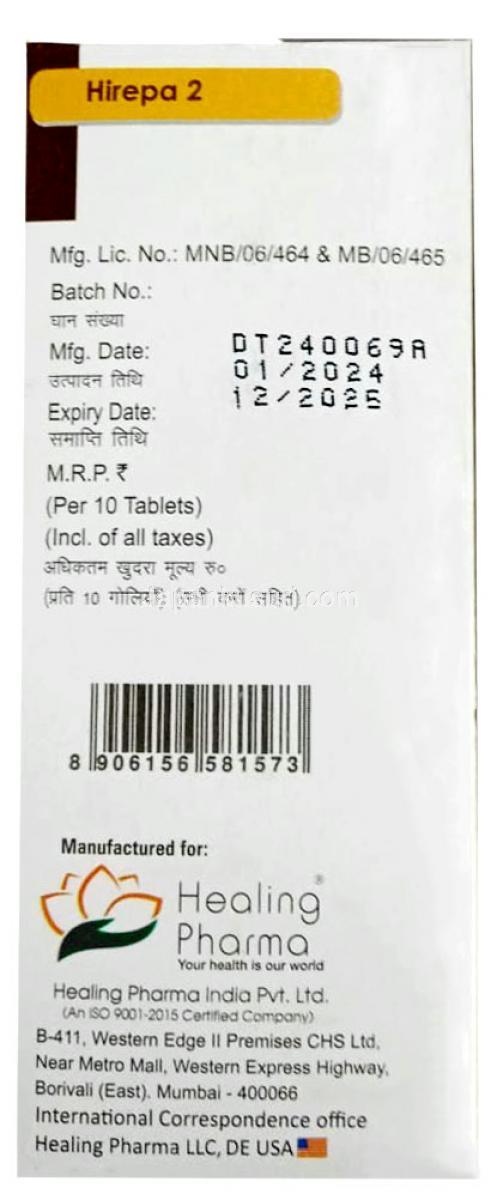 Hirepa 2
Mfg. Lic. No.: MNB/06/464 & MB/06/465
Batch No.:
घान संख्या
DT240069A
Mfg. Date:
01/2024
उत्पादन तिथि
Expiry Date:
12/2025
समाप्ति तिथि
M.R.P. ₹
(Per 10 Tablets)
(Incl. of all taxes)
अधिकतम खुदरा मूल्य रु०
(प्रति 10 गोलियाँ) (सभी करों सहित)
8 906156 581573
Manufactured for:
Healing®
Pharma
Your health is our world
Healing Pharma India Pvt. Ltd.
(An ISO 9001-2015 Certified Company)
B-411, Western Edge II Premises CHS Ltd,
Near Metro Mall, Western Express Highway,
Borivali (East). Mumbai - 400066
International Correspondence office
Healing Pharma LLC, DE USA